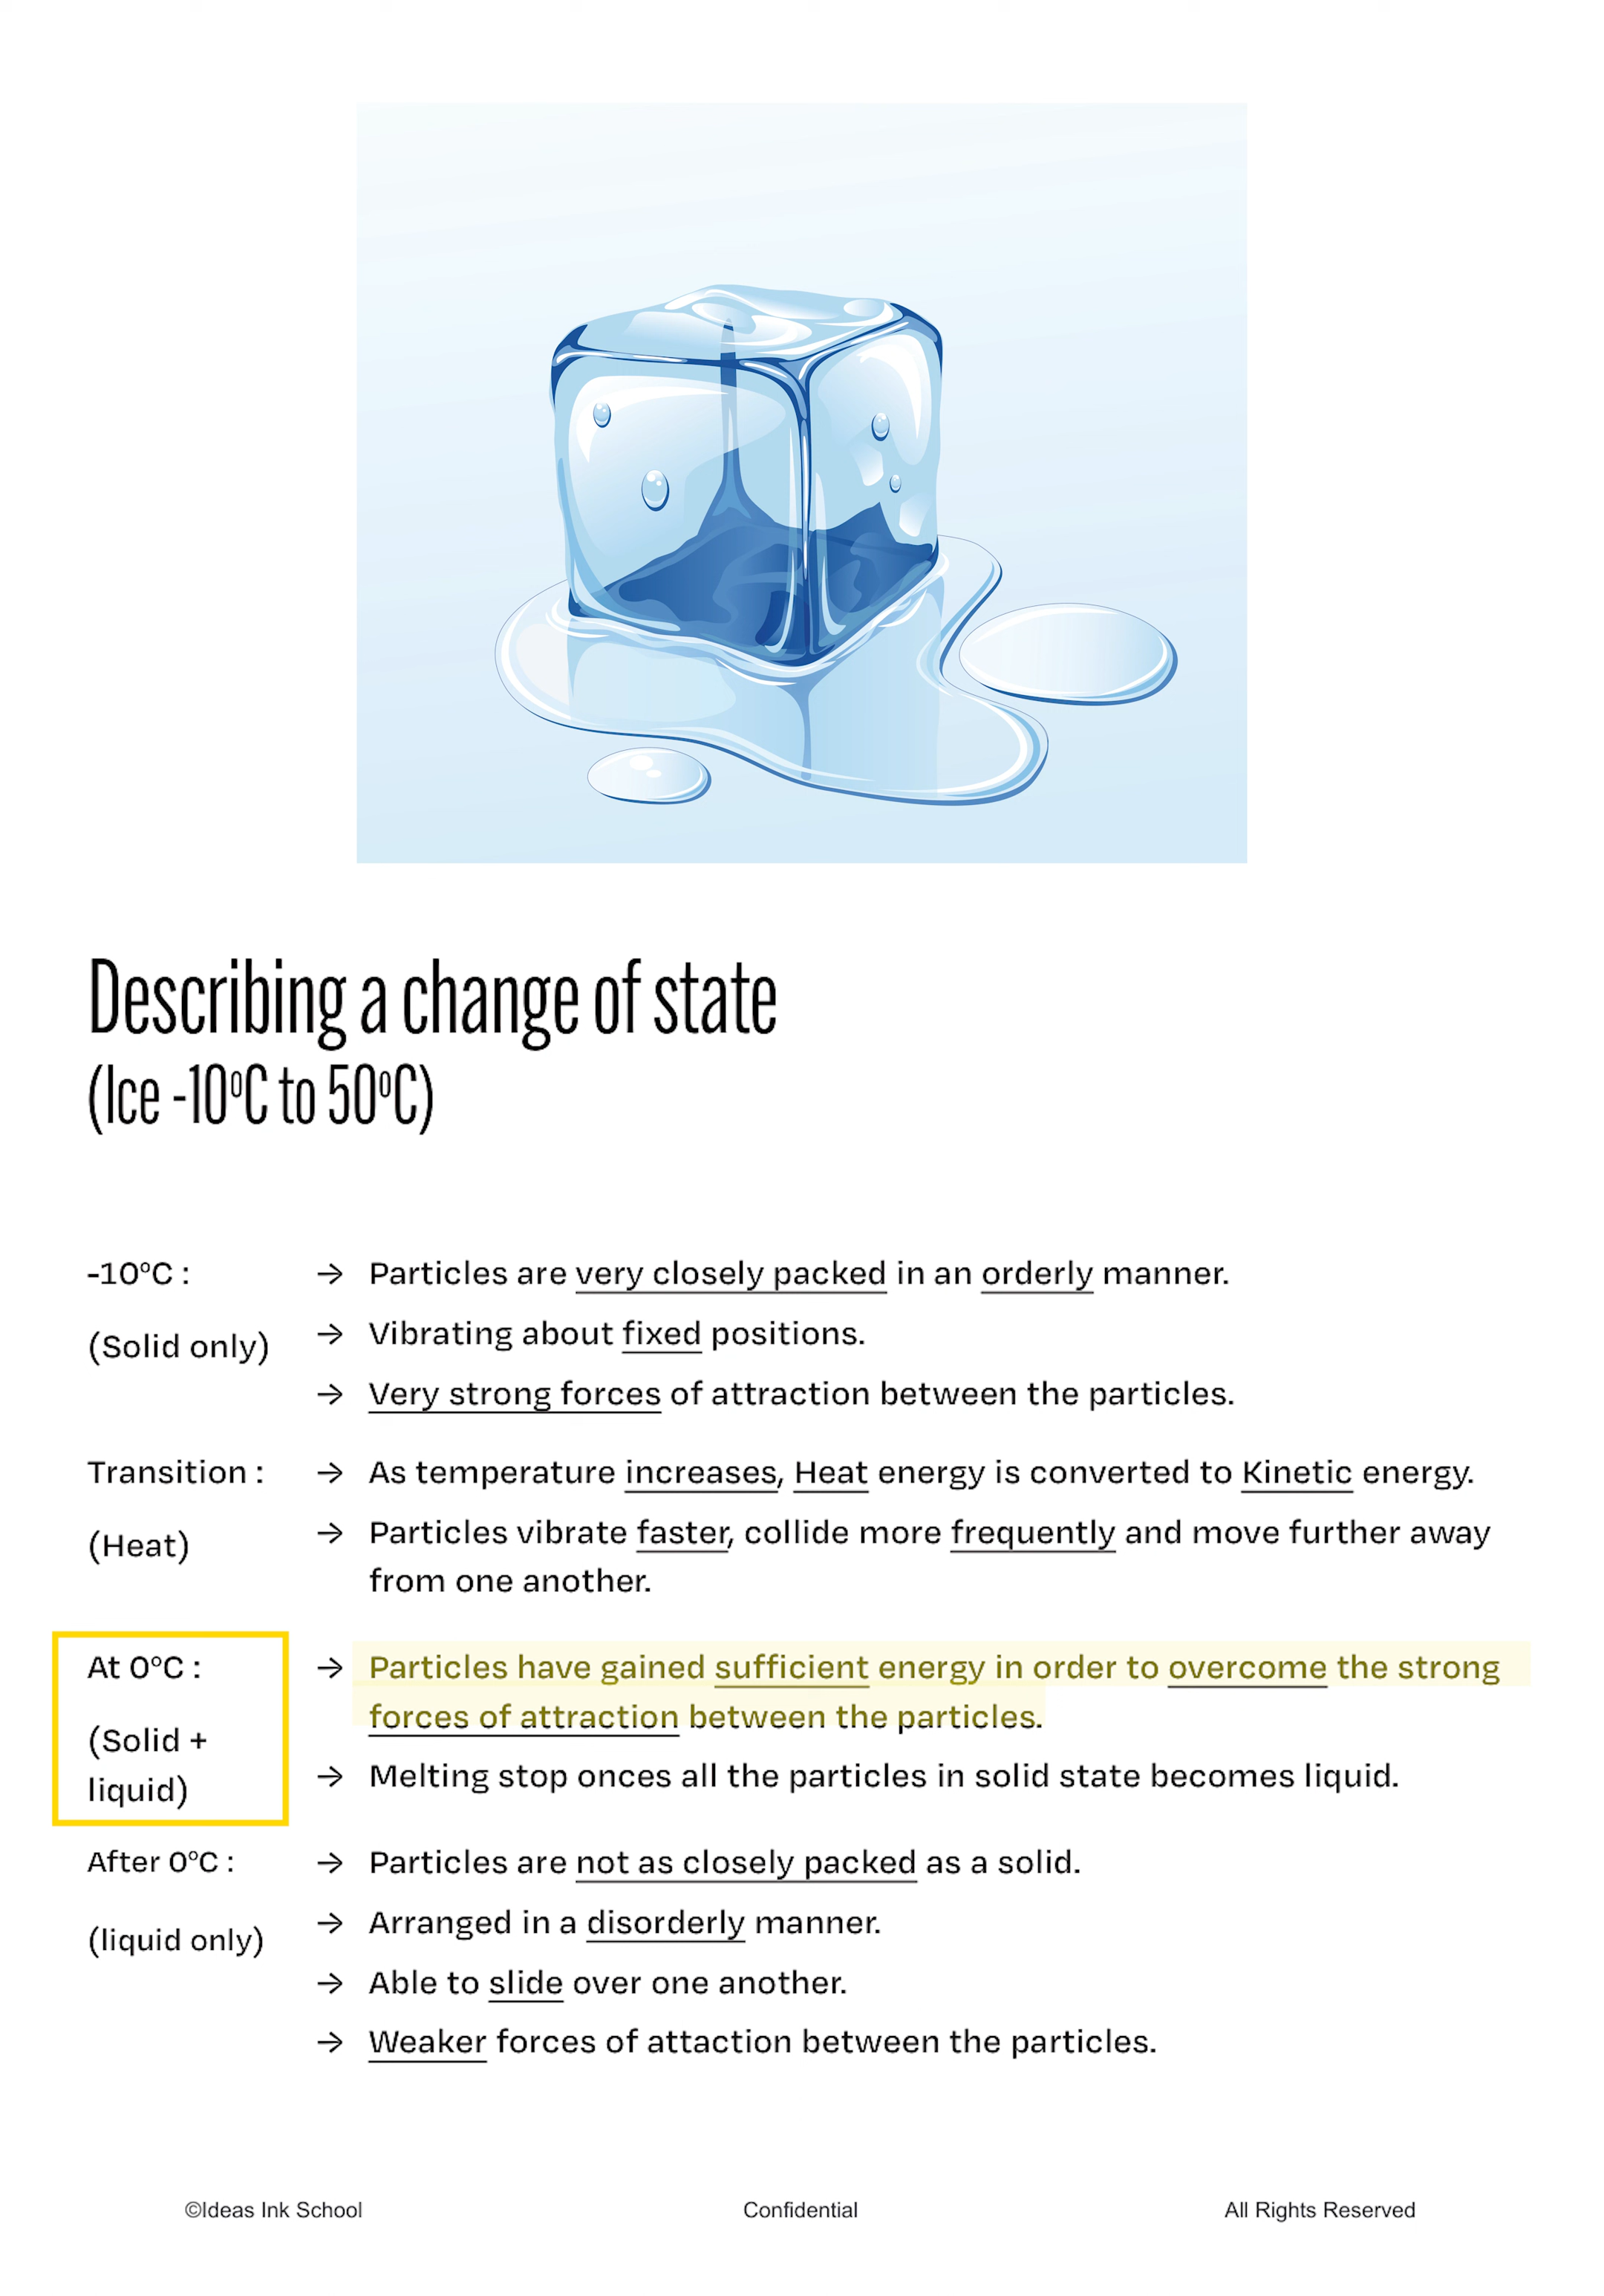 Describing a change of state
(Ice -10⁰C to 50⁰C)
-10ºC :
(Solid only)
→ Particles are very closely packed in an orderly manner.
→ Vibrating about fixed positions.
→ Very strong forces of attraction between the particles.
Transition :
(Heat)
→ As temperature increases, Heat energy is converted to Kinetic energy.
→ Particles vibrate faster, collide more frequently and move further away
from one another.
At 0ºC :
(Solid +
liquid)
→ Particles have gained sufficient energy in order to overcome the strong
forces of attraction between the particles.
→ Melting stop onces all the particles in solid state becomes liquid.
After 0ºC :
(liquid only)
→ Particles are not as closely packed as a solid.
→ Arranged in a disorderly manner.
→ Able to slide over one another.
→ Weaker forces of attaction between the particles.
©Ideas Ink School
Confidential
All Rights Reserved